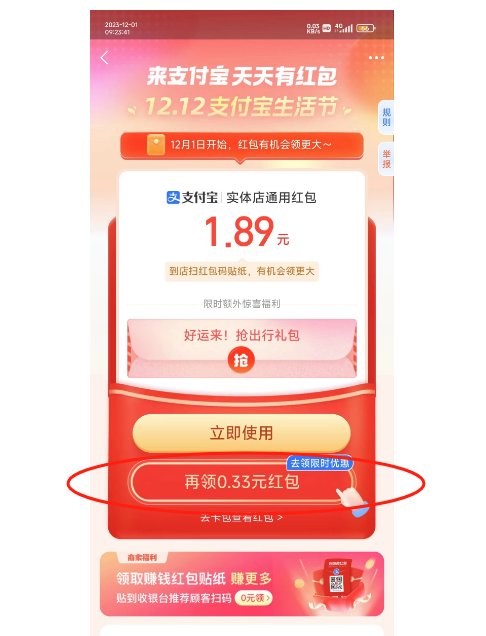 2023-12-01
09:23:41
0.03
KB/s
HD
4G
来支付宝天天有红包
12.12支付宝生活节
规则
12月1日开始，红包有机会领更大～
举报
支付宝 | 实体店通用红包
1.89元
到店扫红包码贴纸，有机会领更大
限时额外惊喜福利
好运来！抢出行礼包
抢
立即使用
去领限时优惠
再领0.33元红包
去卡包查看红包 >
商家福利
领取赚钱红包贴纸 赚更多
贴到收银台推荐顾客扫码 0元领 >